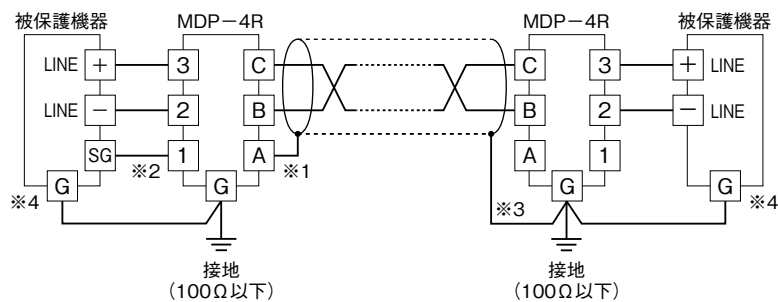 被保護機器 MDP－4R MDP－4R 被保護機器
LINE + 3 C C 3 + LINE
LINE − 2 B B 2 − LINE
SG 1 A A 1
※2 ※1
※4 G G ※3 G G ※4
接地 接地
(100Ω以下) (100Ω以下)